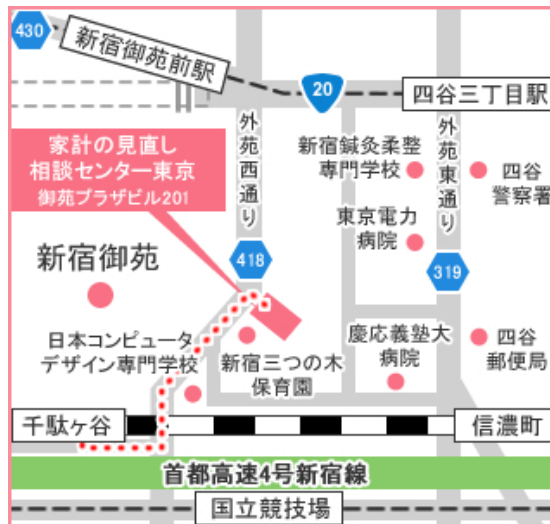 430
新宿御苑前駅
20
四谷三丁目駅
外苑西通り
新宿鍼灸柔整
専門学校
外苑東通り
四谷
警察署
家計の見直し
相談センター東京
御苑プラザビル201
東京電力
病院
新宿御苑
418
319
日本コンピュータ
デザイン専門学校
新宿三つの木
保育園
慶応義塾大
病院
四谷
郵便局
千駄ヶ谷
信濃町
首都高速4号新宿線
国立競技場